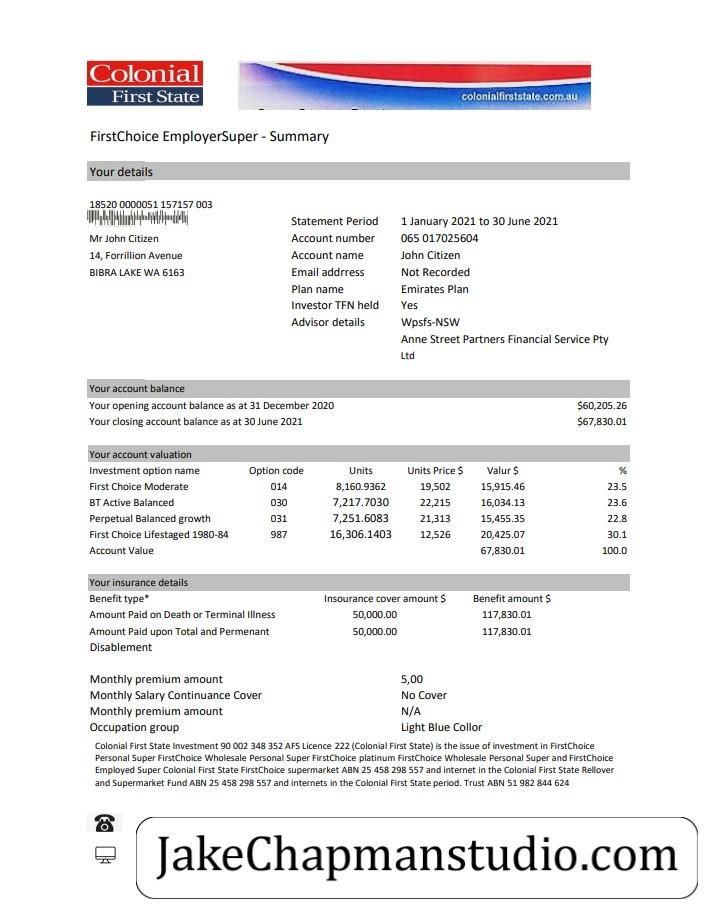 Colonial
First State
colonialfirststate.com.au
FirstChoice EmployerSuper - Summary
Your details
18520 0000051 157157 003
Statement Period 1 January 2021 to 30 June 2021
Mr John Citizen Account number 065 017025604
14, Forrillion Avenue Account name John Citizen
BIBRA LAKE WA 6163 Email addrress Not Recorded
Plan name Emirates Plan
Investor TFN held Yes
Advisor details Wpsfs-NSW
Anne Street Partners Financial Service Pty
Ltd
Your account balance
Your opening account balance as at 31 December 2020 $60,205.26
Your closing account balance as at 30 June 2021 $67,830.01
Your account valuation
Investment option name Option code Units Units Price $ Valur $ %
First Choice Moderate 014 8,160.9362 19,502 15,915.46 23.5
BT Active Balanced 030 7,217.7030 22,215 16,034.13 23.6
Perpetual Balanced growth 031 7,251.6083 21,313 15,455.35 22.8
First Choice Lifestaged 1980-84 987 16,306.1403 12,526 20,425.07 30.1
Account Value 67,830.01 100.0
Your insurance details
Benefit type* Insourance cover amount $ Benefit amount $
Amount Paid on Death or Terminal Illness 50,000.00 117,830.01
Amount Paid upon Total and Permenant 50,000.00 117,830.01
Disablement
Monthly premium amount 5,00
Monthly Salary Continuance Cover No Cover
Monthly premium amount N/A
Occupation group Light Blue Collor
Colonial First State Investment 90 002 348 352 AFS Licence 222 (Colonial First State) is the issue of investment in FirstChoice
Personal Super FirstChoice Wholesale Personal Super FirstChoice platinum FirstChoice Wholesale Personal Super and FirstChoice
Employed Super Colonial First State FirstChoice supermarket ABN 25 458 298 557 and internet in the Colonial First State Rellover
and Supermarket Fund ABN 25 458 298 557 and internets in the Colonial First State period. Trust ABN 51 982 844 624
JakeChapmanstudio.com